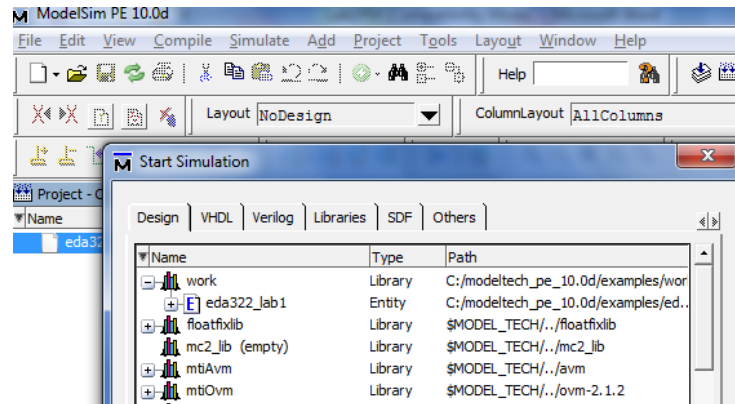 ModelSim PE 10.0d
File Edit View Compile Simulate Add Project Tools Layout Window Help
Help
Layout NoDesign ColumnLayout AllColumns
Start Simulation
Project -
Name
Design VHDL Verilog Libraries SDF Others
eda32
Name Type Path
work Library C:/modeltech_pe_10.0d/examples/wor
eda322_lab1 Entity C:/modeltech_pe_10.0d/examples/ed..
floatfixlib Library $MODEL_TECH/../floatfixlib
mc2_lib (empty) Library $MODEL_TECH/../mc2_lib
mtiAvm Library $MODEL_TECH/../avm
mtiOvm Library $MODEL_TECH/../ovm-2.1.2